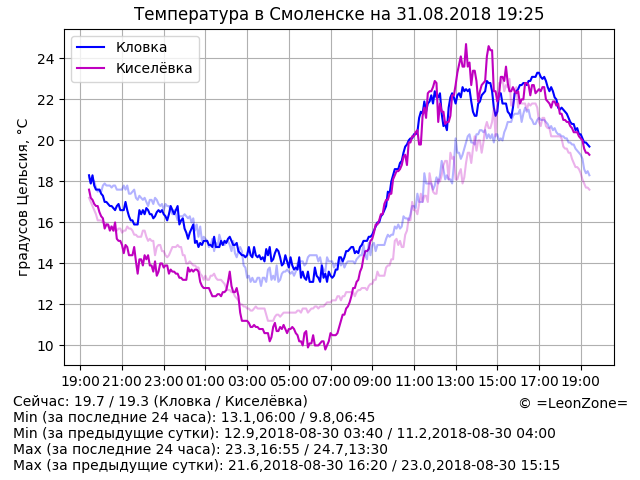 Температура в Смоленске на 31.08.2018 19:25
Кловка
Киселёвка
градусов Цельсия, °C
24
22
20
18
16
14
12
10
19:00 21:00 23:00 01:00 03:00 05:00 07:00 09:00 11:00 13:00 15:00 17:00 19:00
Сейчас: 19.7 / 19.3 (Кловка / Киселёвка)
© =LeonZone=
Min (за последние 24 часа): 13.1,06:00 / 9.8,06:45
Min (за предыдущие сутки): 12.9,2018-08-30 03:40 / 11.2,2018-08-30 04:00
Max (за последние 24 часа): 23.3,16:55 / 24.7,13:30
Max (за предыдущие сутки): 21.6,2018-08-30 16:20 / 23.0,2018-08-30 15:15